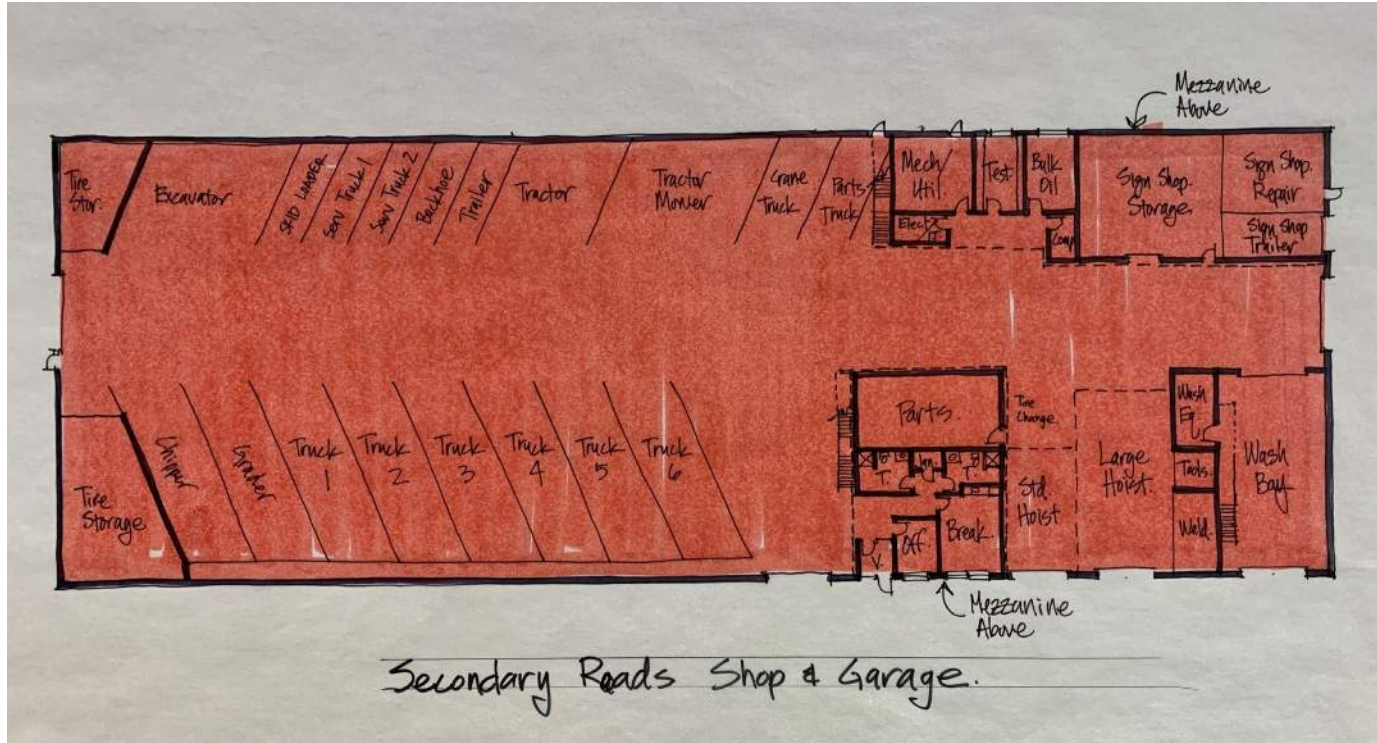 Mezzanine
Above
Tire
Stor.
Excavator
SKID LOADER
Serv Truck 1
Serv Truck 2
Backhoe
Trailer
Tractor
Tractor
Mower
Crane
Truck
Parts
Truck
Mech/
Util.
Test.
Bulk
Oil
Elect.
I.T.
Comp
Sign Shop.
Storage.
Sign Shop.
Repair
Sign Shop
Trailer
Tire
Storage
Chipper
Grader
Truck
1
Truck
2
Truck
3
Truck
4
Truck
5
Truck
6
Parts.
T.
Jan.
T.
V.
Off.
Break.
Tire
Change.
Std.
Hoist
Large
Hoist.
Wash
Eq.
Tools.
Weld.
Wash
Bay
Mezzanine
Above
Secondary Roads Shop & Garage.